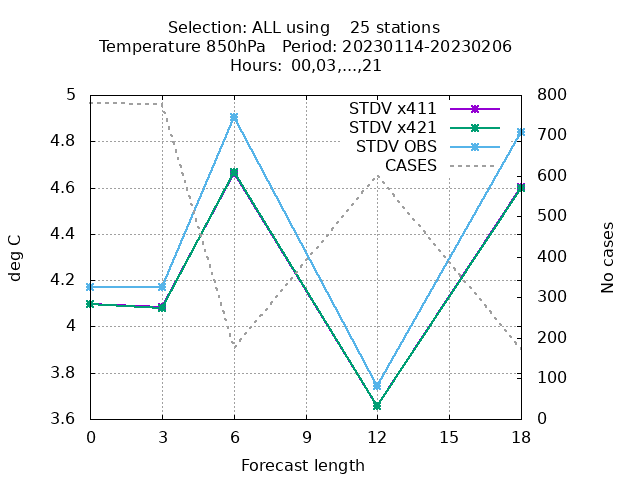 Selection: ALL using    25 stations
Temperature 850hPa   Period: 20230114-20230206
Hours:  00,03,...,21
5
4.8
4.6
4.4
4.2
4
3.8
3.6
deg C
STDV x411
STDV x421
STDV OBS
CASES
800
700
600
500
400
300
200
100
0
No cases
0 3 6 9 12 15 18
Forecast length